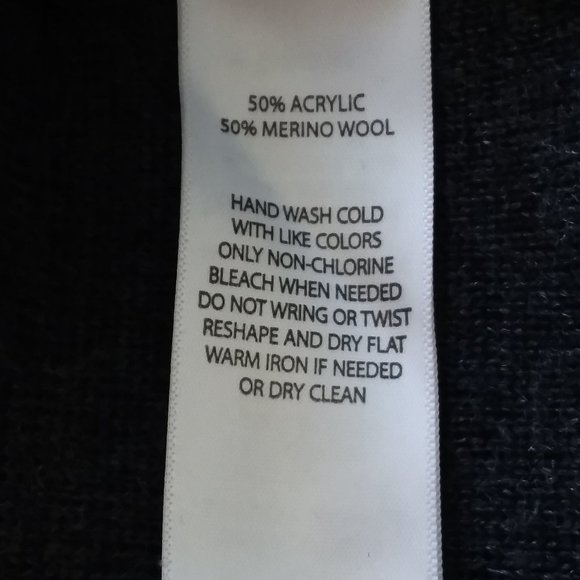 50% ACRYLIC
50% MERINO WOOL
HAND WASH COLD
WITH LIKE COLORS
ONLY NON-CHLORINE
BLEACH WHEN NEEDED
DO NOT WRING OR TWIST
RESHAPE AND DRY FLAT
WARM IRON IF NEEDED
OR DRY CLEAN